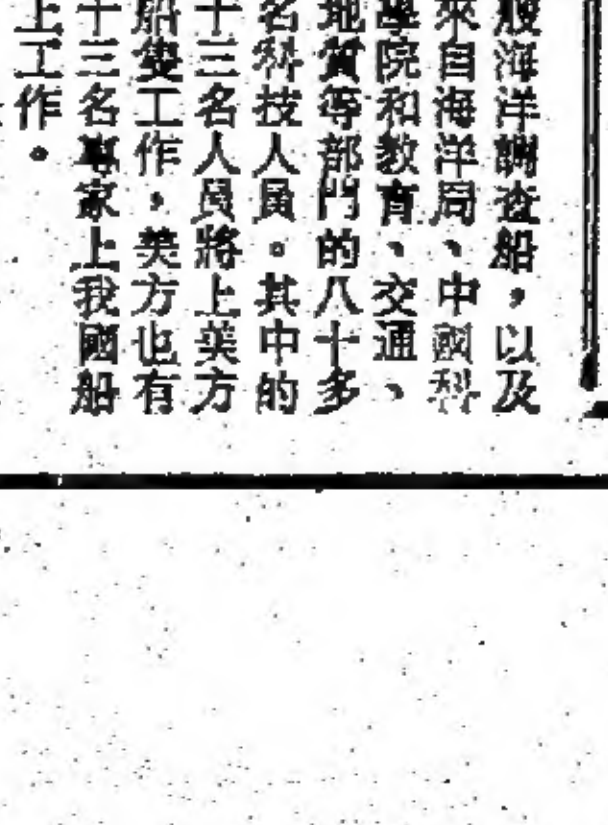 艘海洋調查船，以及
來自海洋局、中國科
學院和教育、交通、
地質等部門的八十多
名科技人員。其中的
十三名人員將上美方
船雙工作，美方也有
十三名專家上我國船
上工作。